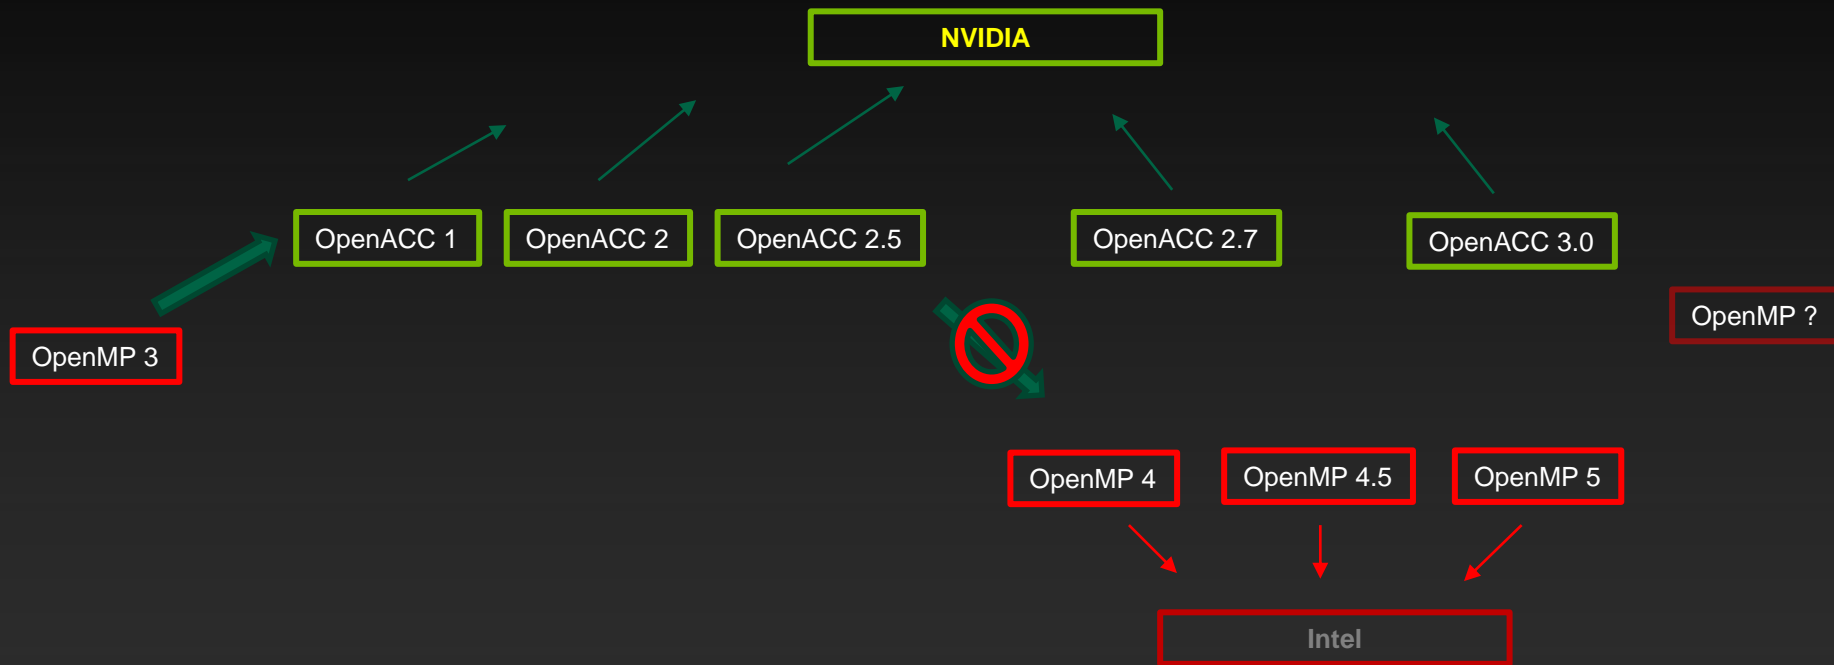 NVIDIA
OpenACC 1
OpenACC 2
OpenACC 2.5
OpenACC 2.7
OpenACC 3.0
OpenMP ?
OpenMP 3
OpenMP 4
OpenMP 4.5
OpenMP 5
Intel